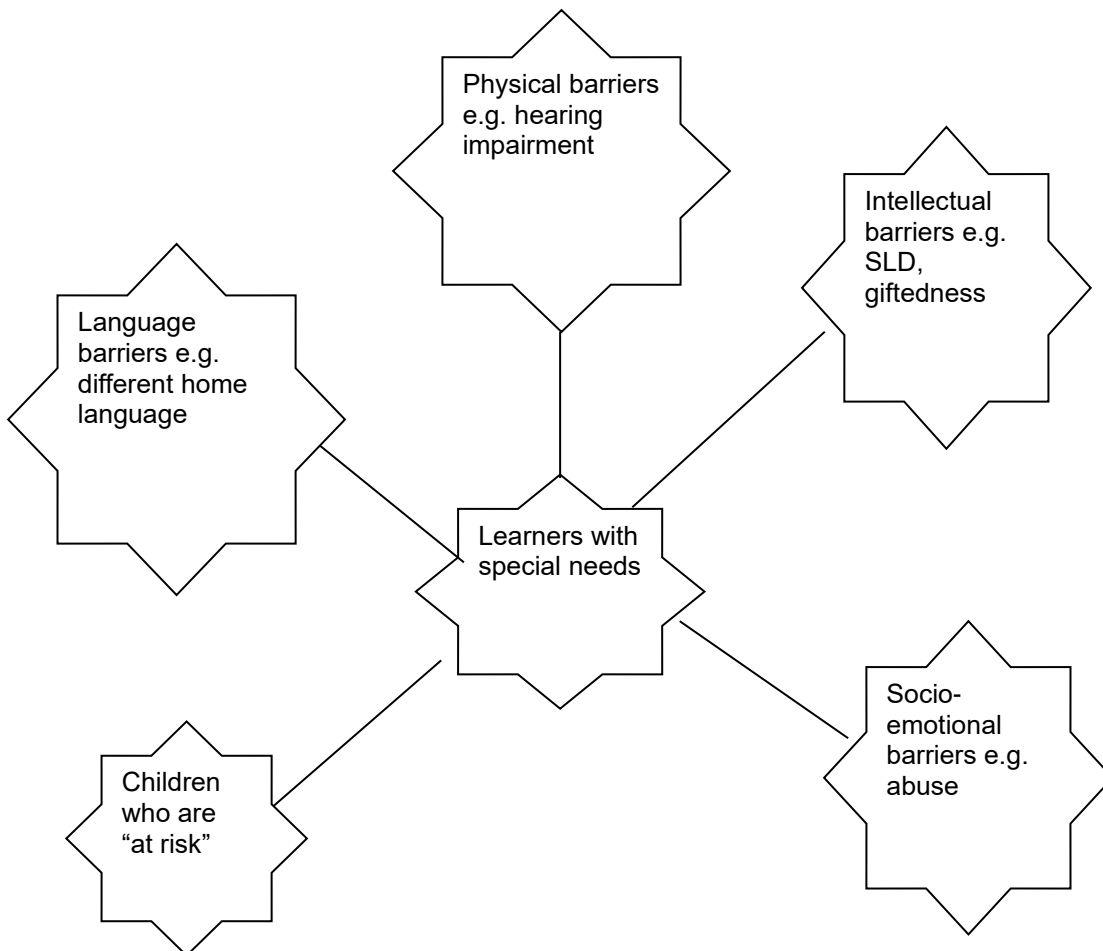 Physical barriers
e.g. hearing
impairment
Intellectual
barriers e.g.
SLD,
giftedness
Language
barriers e.g.
different home
language
Learners with
special needs
Socio-
emotional
barriers e.g.
abuse
Children
who are
“at risk”